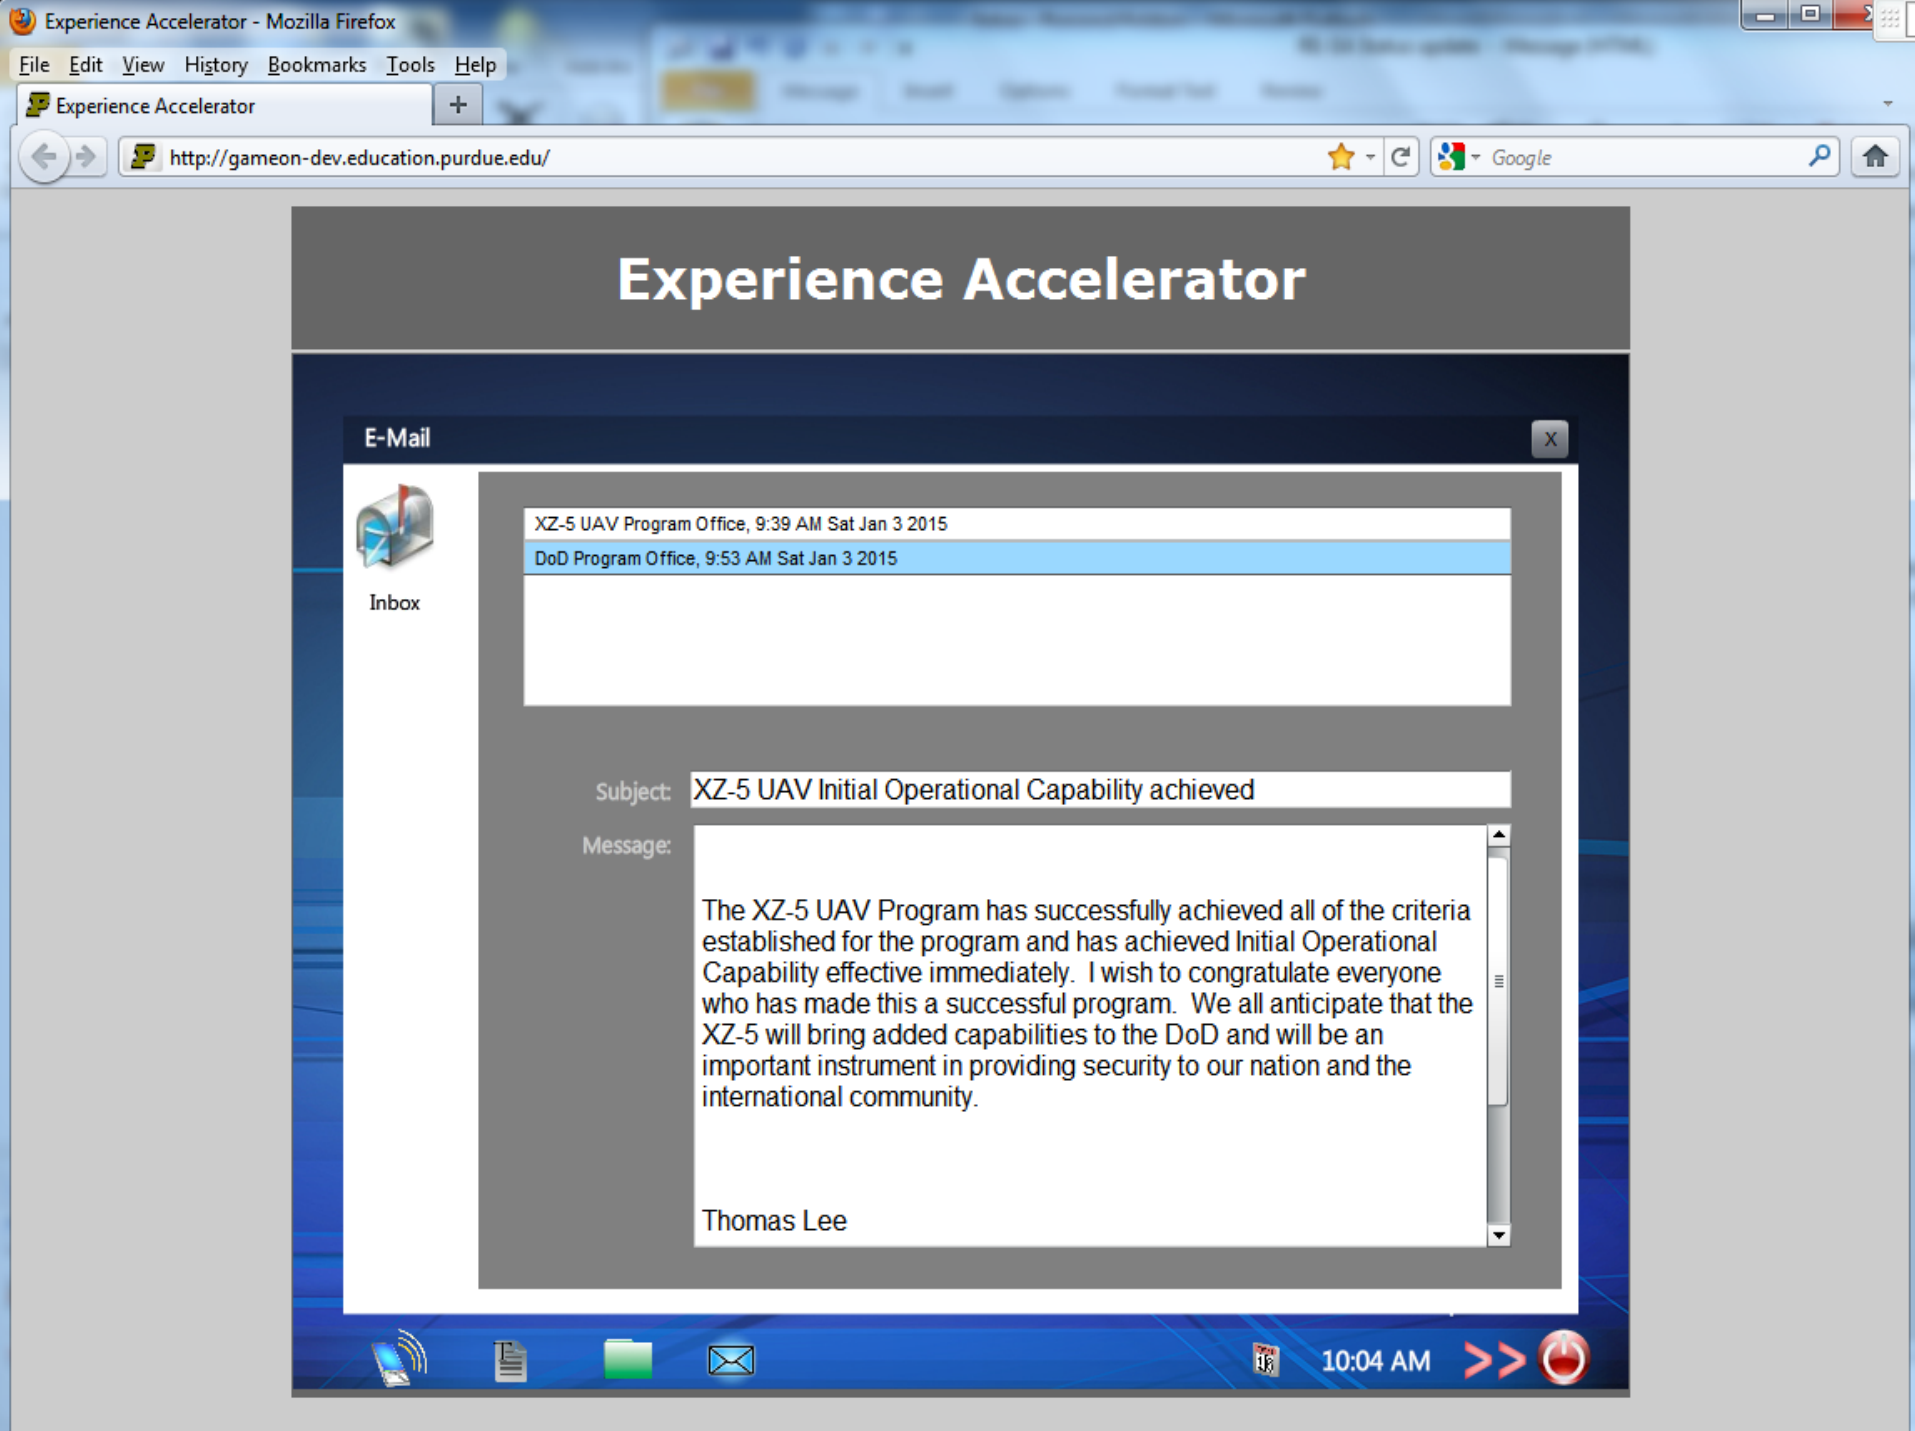 Experience Accelerator - Mozilla Firefox
File Edit View History Bookmarks Tools Help
Experience Accelerator
http://gameon-dev.education.purdue.edu/
Google
Experience Accelerator
E-Mail
X
Inbox
XZ-5 UAV Program Office, 9:39 AM Sat Jan 3 2015
DoD Program Office, 9:53 AM Sat Jan 3 2015
Subject: XZ-5 UAV Initial Operational Capability achieved
Message:
The XZ-5 UAV Program has successfully achieved all of the criteria
established for the program and has achieved Initial Operational
Capability effective immediately.  I wish to congratulate everyone
who has made this a successful program.  We all anticipate that the
XZ-5 will bring added capabilities to the DoD and will be an
important instrument in providing security to our nation and the
international community.
Thomas Lee
10:04 AM >>